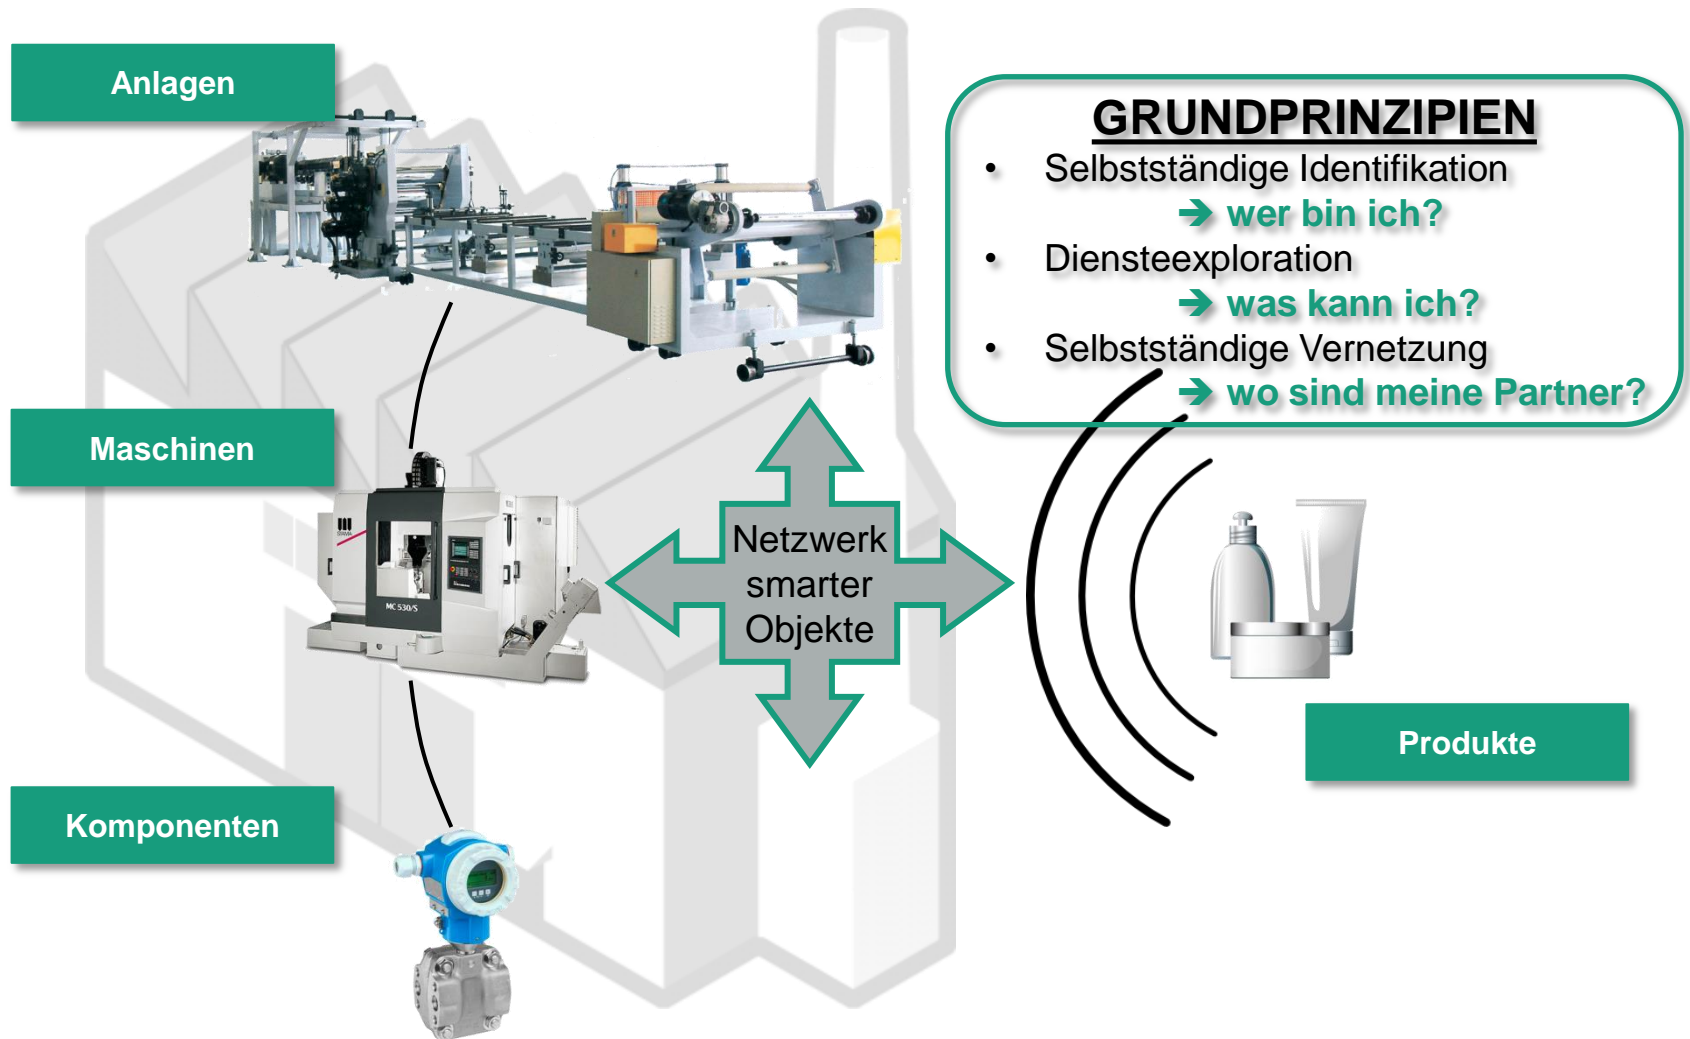 Anlagen
GRUNDPRINZIPIEN
• Selbstständige Identifikation
➔ wer bin ich?
• Diensteexploration
➔ was kann ich?
• Selbstständige Vernetzung
➔ wo sind meine Partner?
Maschinen
MC 530/S
Netzwerk
smarter
Objekte
Produkte
Komponenten